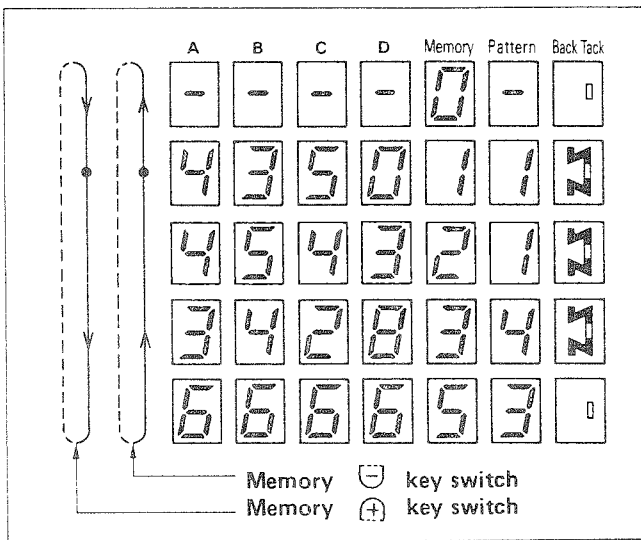 A B C D Memory Pattern Back Tack
- - - - 0 -
4 3 5 0 1 1
4 5 4 3 2 1
3 4 2 8 3 4
6 6 6 6 5 3
Memory (-) key switch
Memory (+) key switch